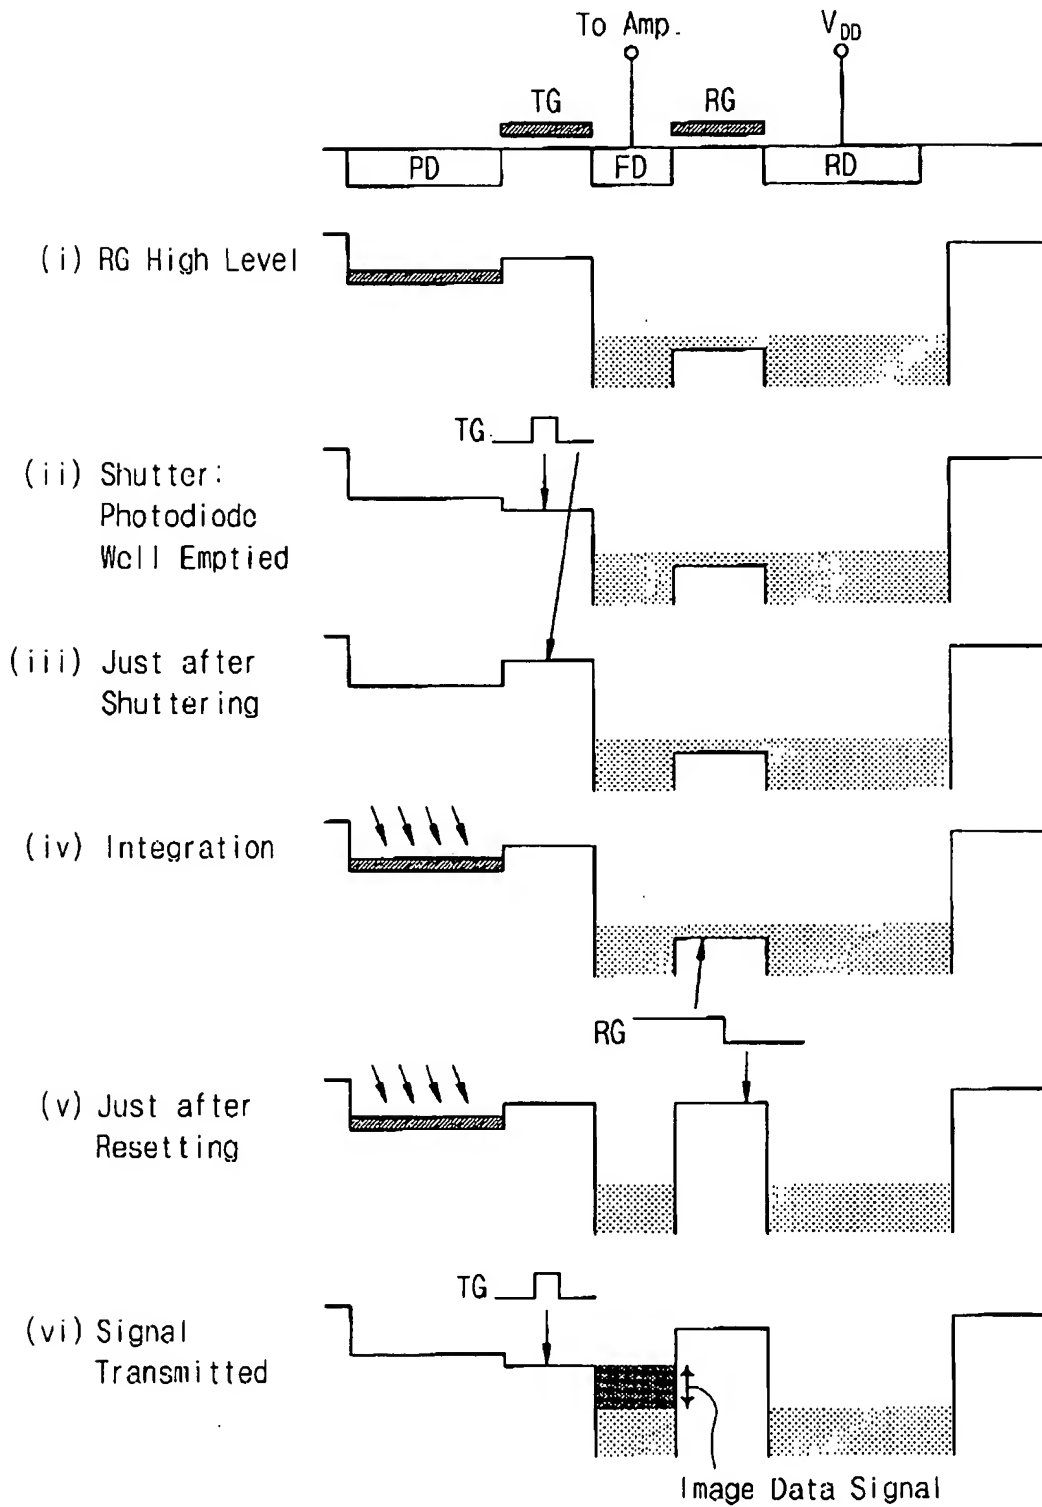 To Amp.
V_DD
TG
RG
PD
FD
RD
(i) RG High Level
TG
(ii) Shutter:
Photodiode
Well Emptied
(iii) Just after
Shuttering
(iv) Integration
RG
(v) Just after
Resetting
TG
(vi) Signal
Transmitted
Image Data Signal